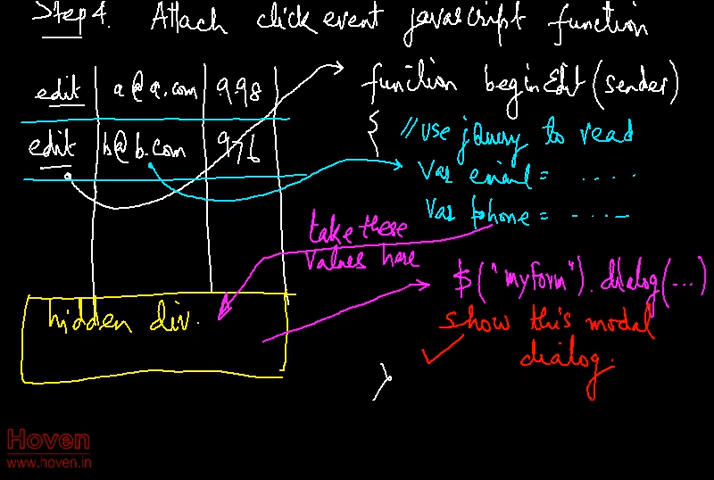 Step 4. Attach click event javascript function
edit a@a.com 998
edit b@b.com 976
function beginEdit (sender)
{ //use jQuery to read
Var email = .....
Var phone = ....
take these
values here
$("myform").dialog(...)
show this modal
dialog.
}
hidden div.
Hoven
www.hoven.in